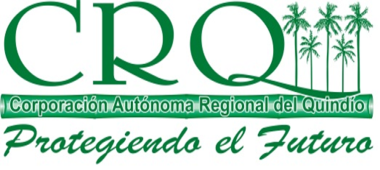 CRQ
Corporación Autónoma Regional del Quindío
Protegiendo el Futuro